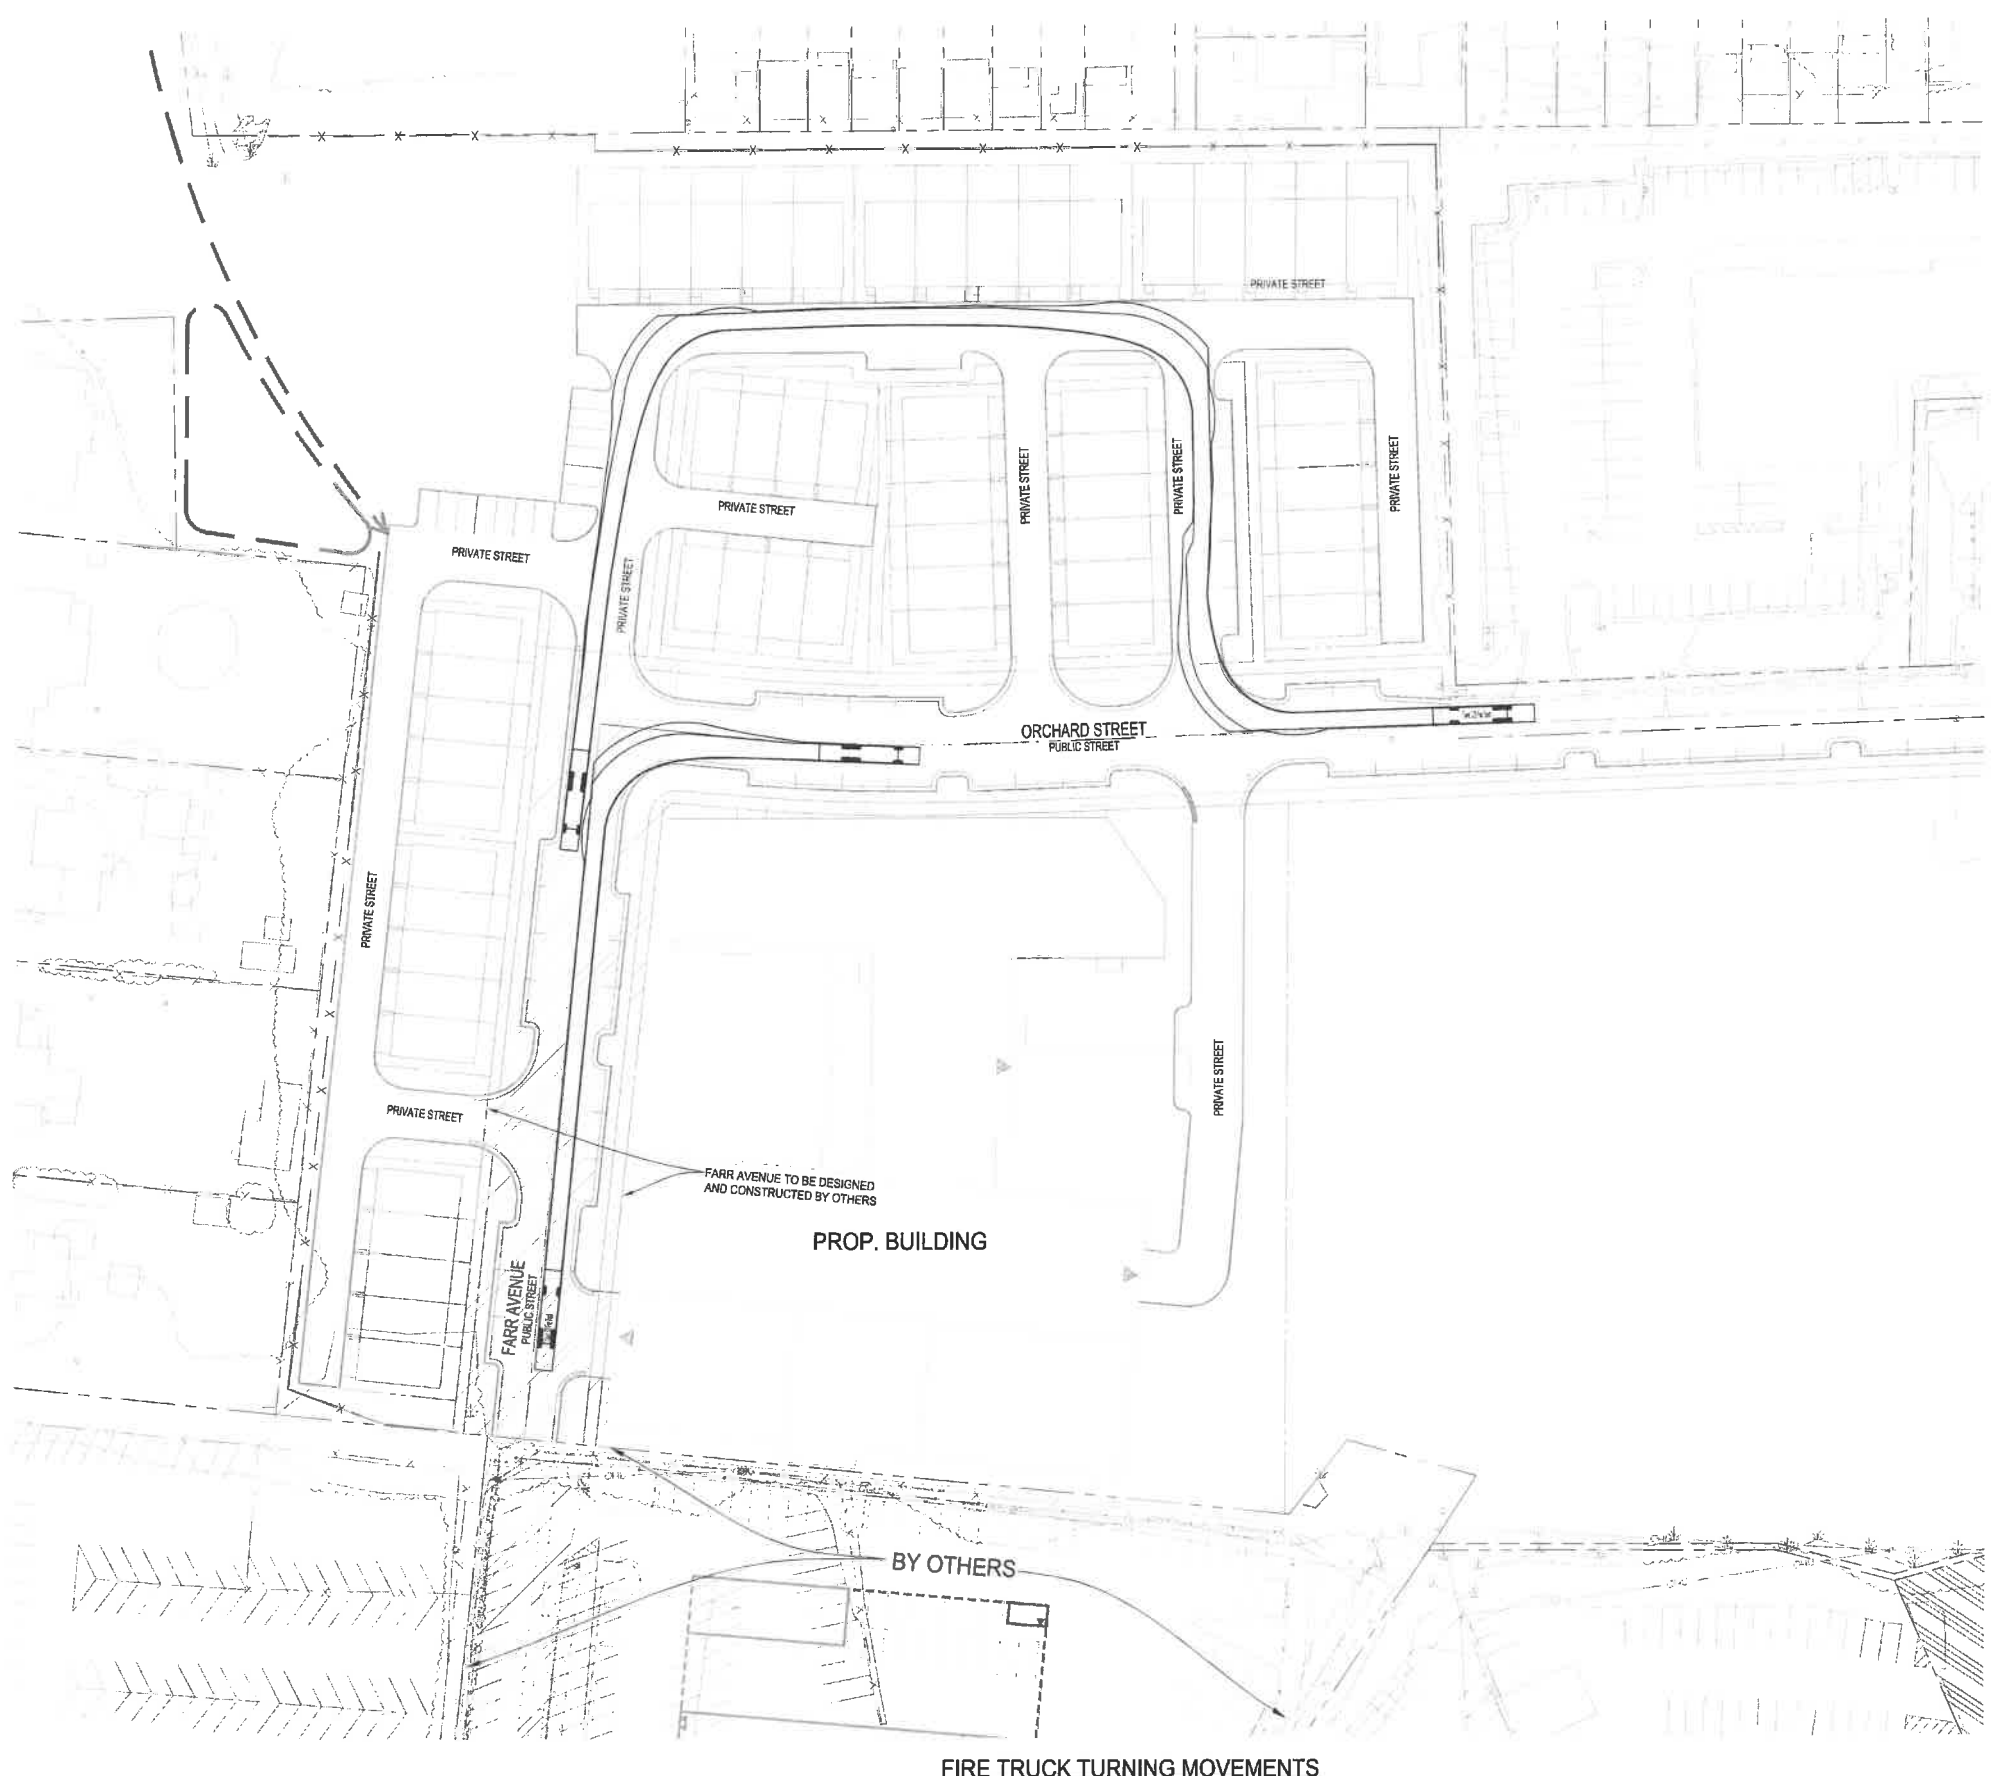 PRIVATE STREET
PRIVATE STREET
PRIVATE STREET
PRIVATE STREET
PRIVATE STREET
PRIVATE STREET
PRIVATE STREET
ORCHARD STREET
PUBLIC STREET
PRIVATE STREET
PRIVATE STREET
PRIVATE STREET
FARR AVENUE TO BE DESIGNED
AND CONSTRUCTED BY OTHERS
PROP. BUILDING
FARR AVENUE
PUBLIC STREET
BY OTHERS
FIRE TRUCK TURNING MOVEMENTS